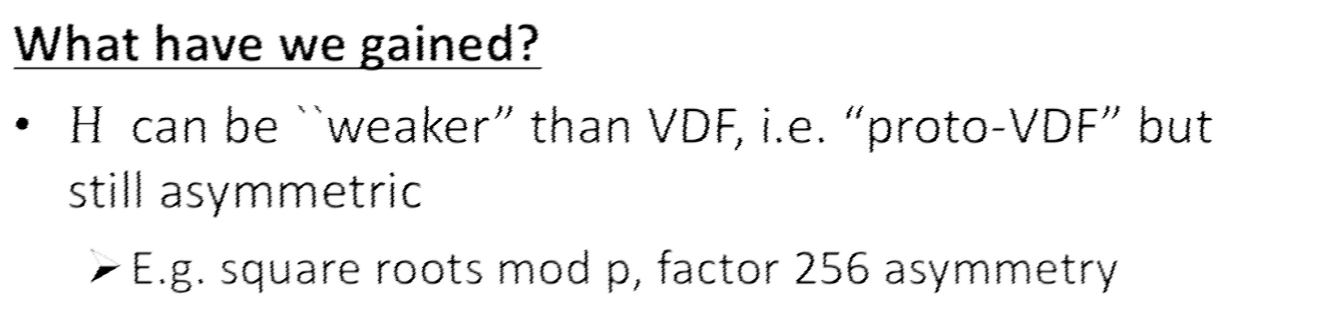 What have we gained?
• H can be ``weaker” than VDF, i.e. “proto-VDF” but
still asymmetric
➢ E.g. square roots mod p, factor 256 asymmetry